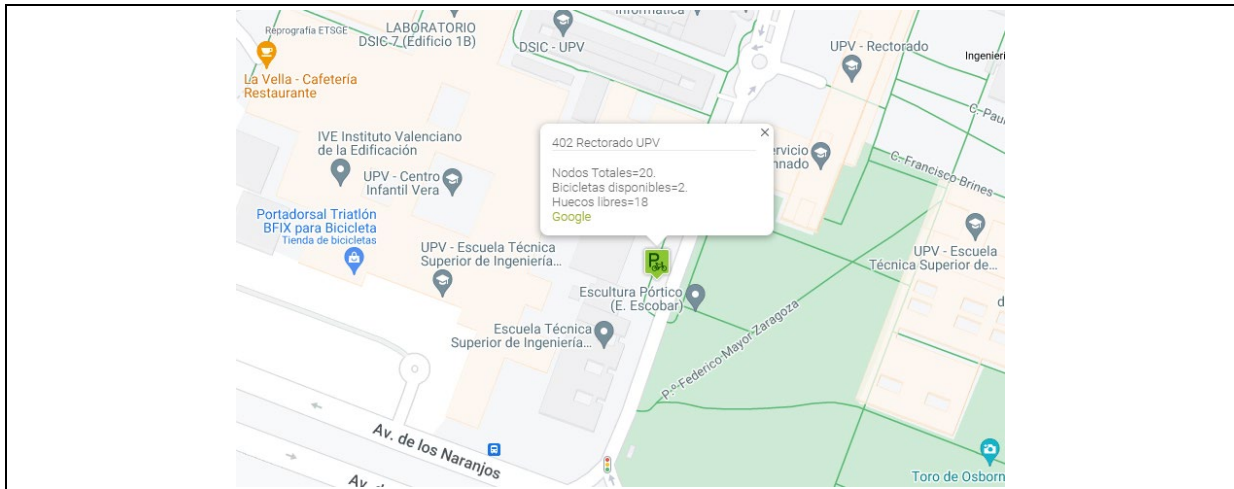 Reprografía ETSGE
LABORATORIO
DSIC-7 (Edificio 1B)
Informática
DSIC - UPV
UPV - Rectorado
La Vella - Cafetería
Restaurante
IVE Instituto Valenciano
de la Edificación
UPV - Centro
Infantil Vera
402 Rectorado UPV
×
Nodos Totales=20.
Bicicletas disponibles=2.
Huecos libres=18
Google
C.-Francisco-Brines
Portadorsal Triatlón
BFIX para Bicicleta
Tienda de bicicletas
UPV - Escuela Técnica
Superior de Ingeniería...
P
UPV - Escuela
Técnica Superior de...
Escultura Pórtico
(E. Escobar)
Escuela Técnica
Superior de Ingeniería...
P.º-Federico-Mayor-Zaragoza
Av. de los Naranjos
Toro de Osborn